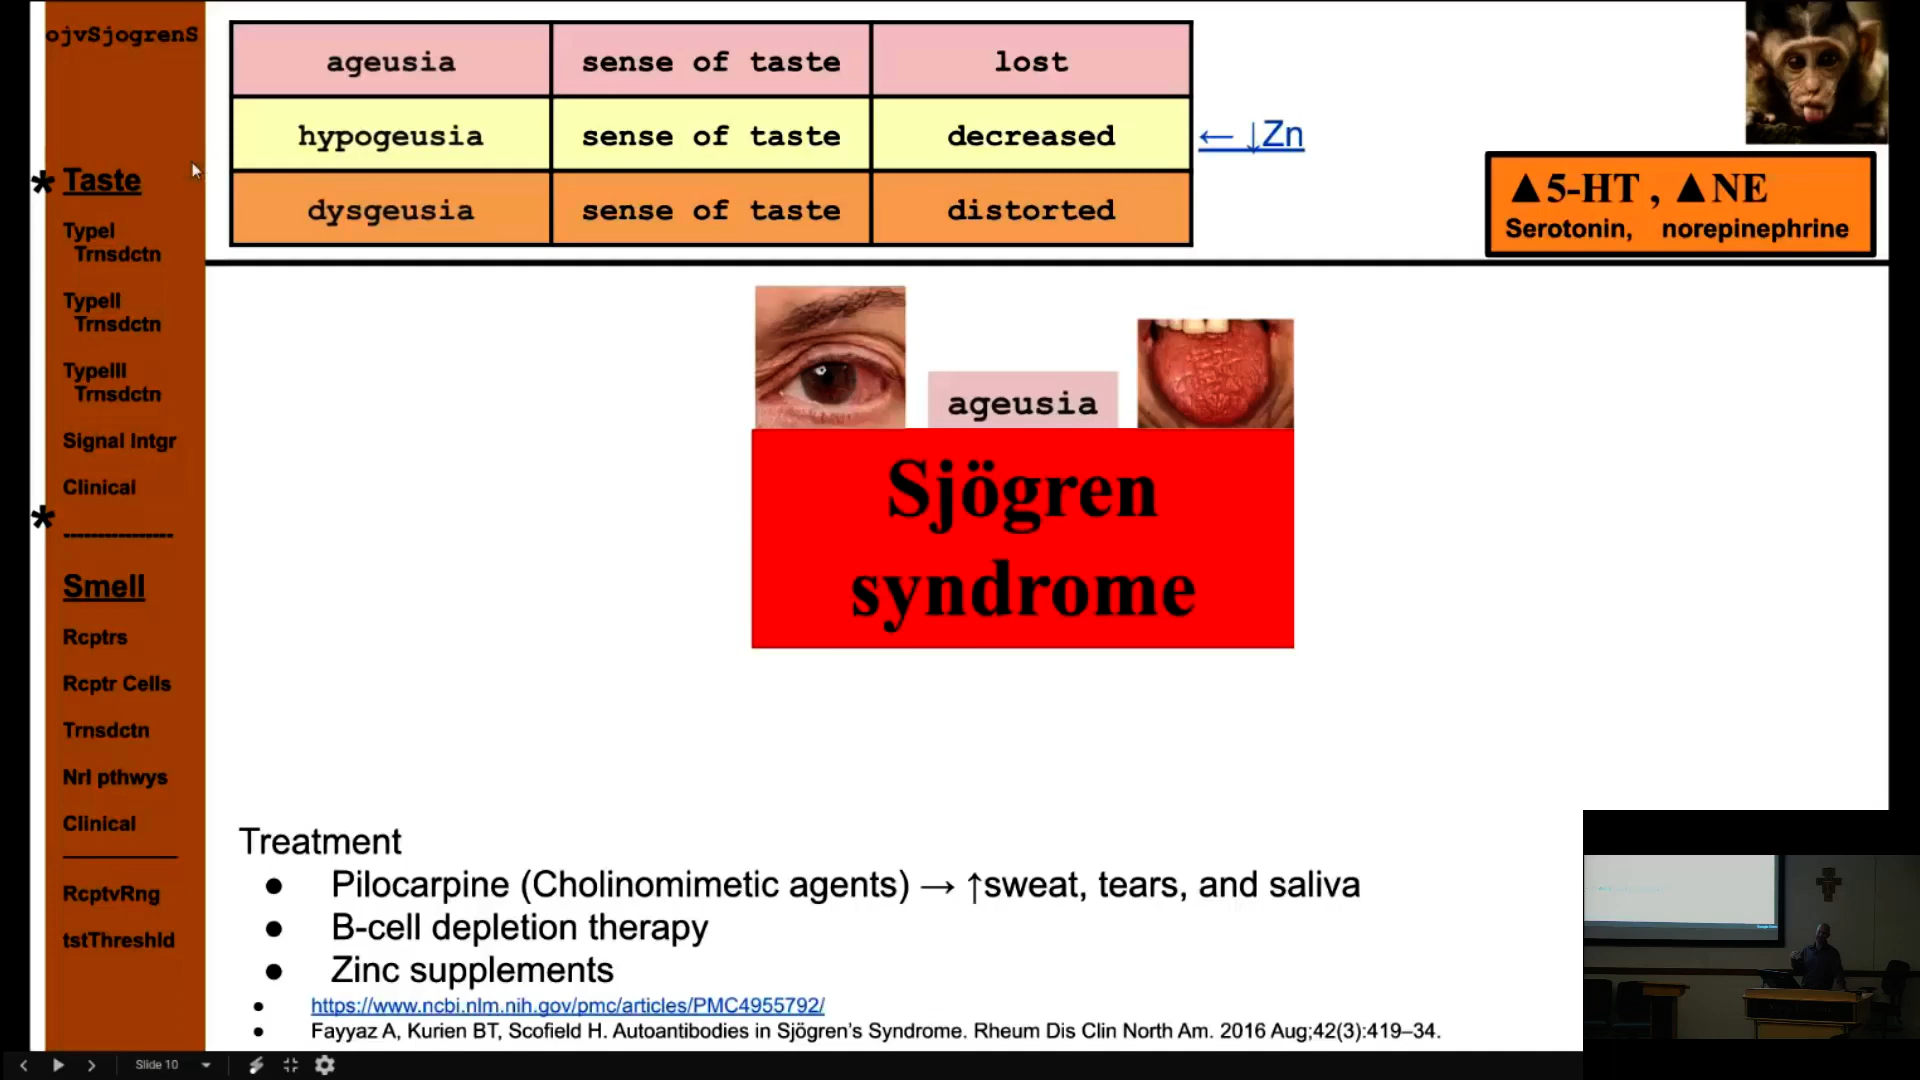 ojvSjogrenS
* Taste
TypeI
Trnsdctn
TypeII
Trnsdctn
TypeIII
Trnsdctn
Signal Intgr
Clinical
*
----------------
Smell
Rcptrs
Rcptr Cells
Trnsdctn
Nrl pthwys
Clinical
RcptvRng
tstThreshld
ageusia sense of taste lost
hypogeusia sense of taste decreased ← ↓Zn
dysgeusia sense of taste distorted
▲5-HT , ▲NE
Serotonin, norepinephrine
ageusia
Sjögren
syndrome
Treatment
● Pilocarpine (Cholinomimetic agents) → ↑sweat, tears, and saliva
● B-cell depletion therapy
● Zinc supplements
● https://www.ncbi.nlm.nih.gov/pmc/articles/PMC4955792/
● Fayyaz A, Kurien BT, Scofield H. Autoantibodies in Sjögren's Syndrome. Rheum Dis Clin North Am. 2016 Aug;42(3):419–34.
Slide 10